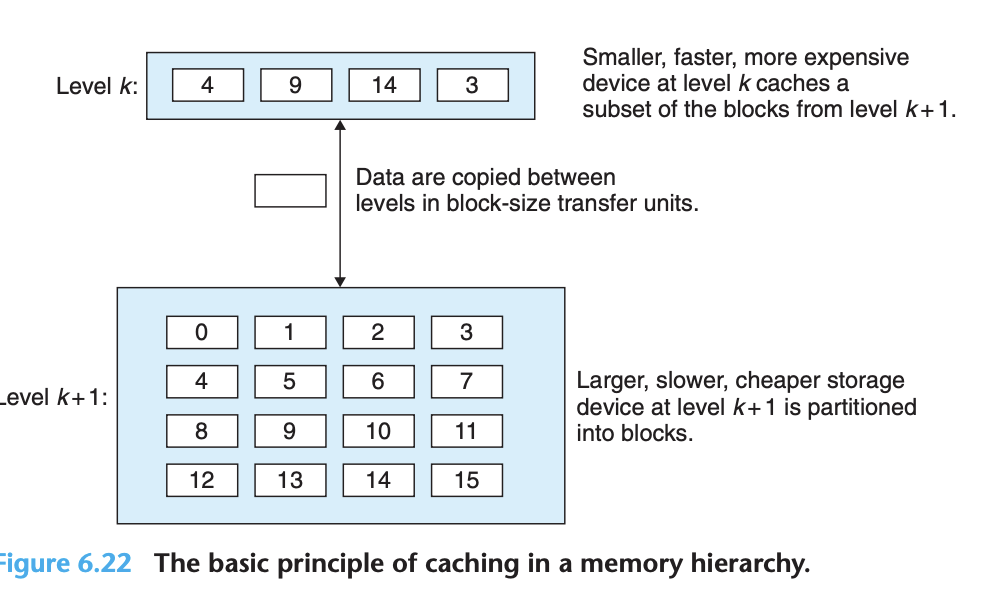 Level k:
4 9 14 3
Smaller, faster, more expensive
device at level k caches a
subset of the blocks from level k+1.
Data are copied between
levels in block-size transfer units.
Level k+1:
0 1 2 3
4 5 6 7
8 9 10 11
12 13 14 15
Larger, slower, cheaper storage
device at level k+1 is partitioned
into blocks.
Figure 6.22 The basic principle of caching in a memory hierarchy.